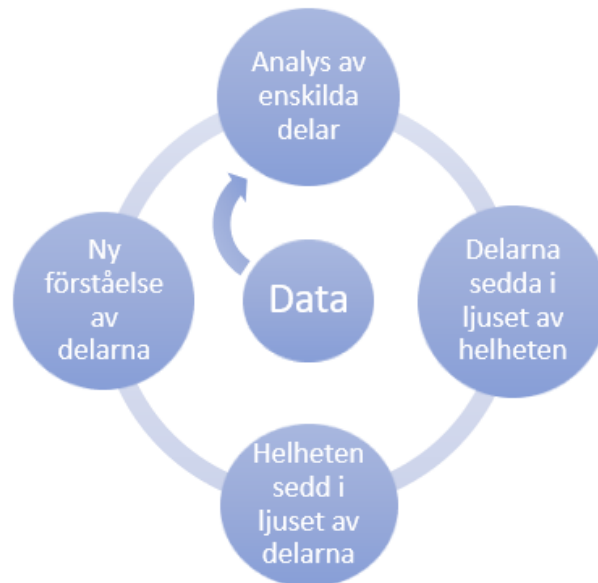 Analys av
enskilda
delar
Ny
förståelse
av
delarna
Data
Delarna
sedda i
ljuset av
helheten
Helheten
sedd i
ljuset av
delarna